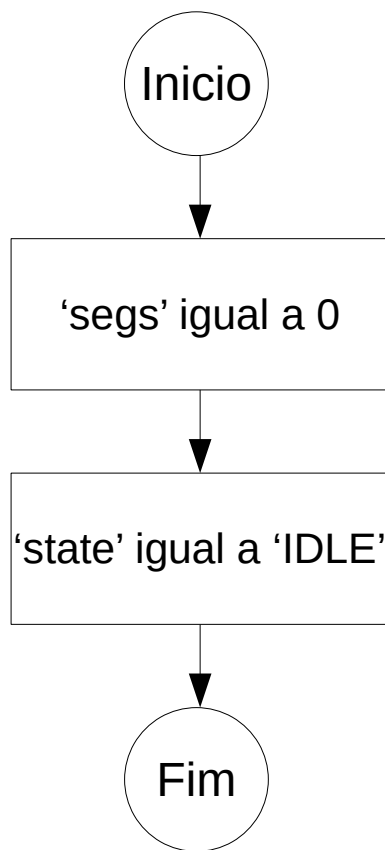 Inicio
‘segs’ igual a 0
‘state’ igual a ‘IDLE’
Fim